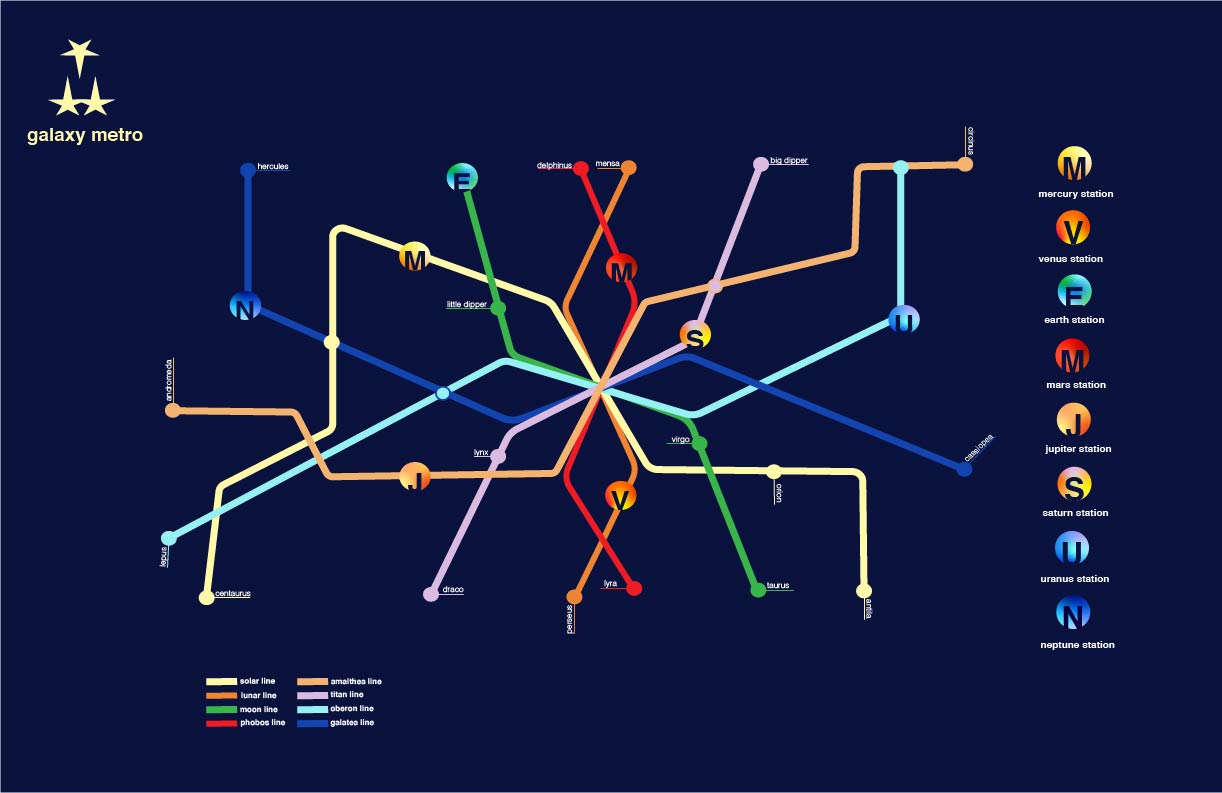 galaxy metro
hercules
E
delphinus
mensa
big dipper
circinus
M
M
little dipper
N
S
U
andromeda
virgo
lynx
cassiopea
J
V
orion
lepus
centaurus
draco
lyra
perseus
taurus
antlia
M
mercury station
V
venus station
E
earth station
M
mars station
J
jupiter station
S
saturn station
U
uranus station
N
neptune station
solar line
amalthea line
lunar line
titan line
moon line
oberon line
phobos line
galatea line